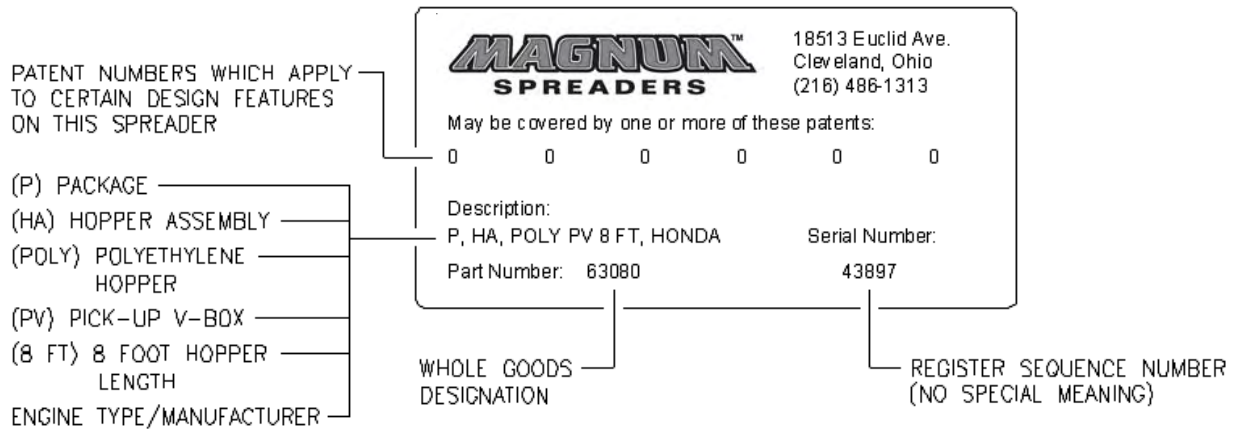 PATENT NUMBERS WHICH APPLY
TO CERTAIN DESIGN FEATURES
ON THIS SPREADER
(P) PACKAGE
(HA) HOPPER ASSEMBLY
(POLY) POLYETHYLENE
HOPPER
(PV) PICK-UP V-BOX
(8 FT) 8 FOOT HOPPER
LENGTH
ENGINE TYPE/MANUFACTURER
MAGNUM™
SPREADERS
18513 Euclid Ave.
Cleveland, Ohio
(216) 486-1313
May be covered by one or more of these patents:
0 0 0 0 0 0
Description:
P, HA, POLY PV 8 FT, HONDA Serial Number:
Part Number: 63080 43897
WHOLE GOODS
DESIGNATION
REGISTER SEQUENCE NUMBER
(NO SPECIAL MEANING)